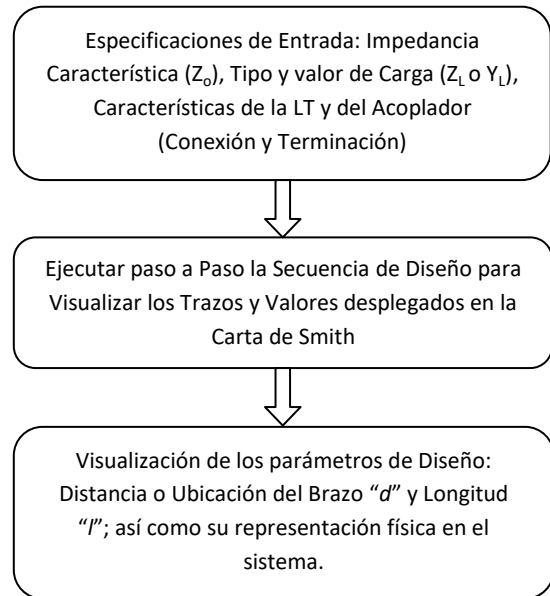 Especificaciones de Entrada: Impedancia
Característica (Zₒ), Tipo y valor de Carga (Z_L o Y_L),
Características de la LT y del Acoplador
(Conexión y Terminación)
Ejecutar paso a Paso la Secuencia de Diseño para
Visualizar los Trazos y Valores desplegados en la
Carta de Smith
Visualización de los parámetros de Diseño:
Distancia o Ubicación del Brazo “d” y Longitud
“l”; así como su representación física en el
sistema.